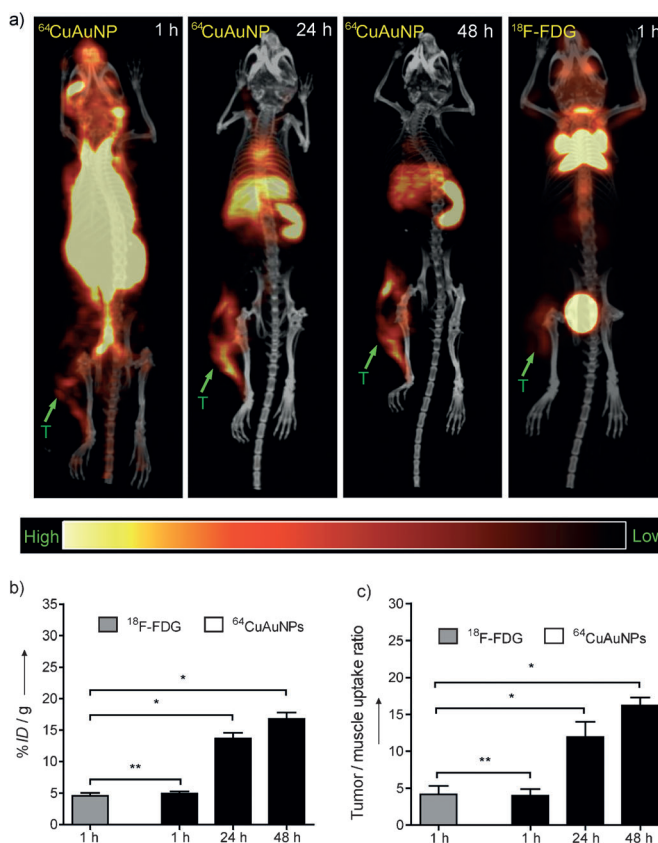 a)
⁶⁴CuAuNP 1 h
⁶⁴CuAuNP 24 h
⁶⁴CuAuNP 48 h
¹⁸F-FDG 1 h
T
T
T
T
High Low
b)
¹⁸F-FDG ⁶⁴CuAuNPs
% ID / g
30
25
20
15
10
5
0
*
*
**
1 h 1 h 24 h 48 h
c)
¹⁸F-FDG ⁶⁴CuAuNPs
Tumor / muscle uptake ratio
30
25
20
15
10
5
0
*
*
**
1 h 1 h 24 h 48 h